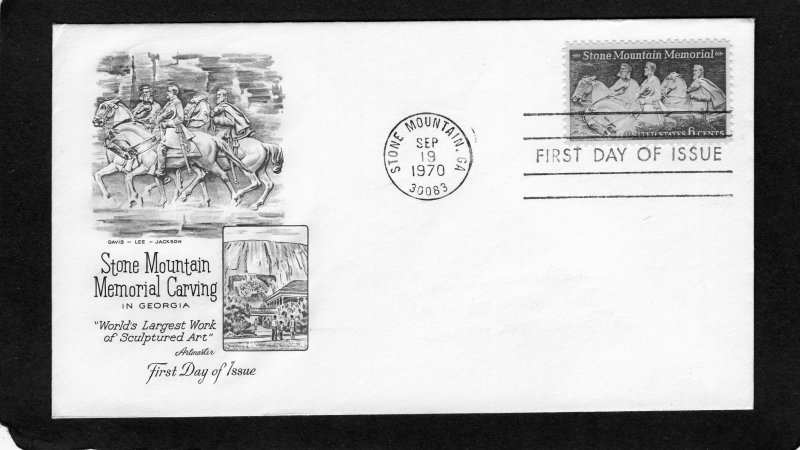 DAVIS — LEE — JACKSON
Stone Mountain
Memorial Carving
IN GEORGIA
"World's Largest Work
of Sculptured Art"
Artmaster
First Day of Issue
STONE MOUNTAIN, GA
SEP
19
1970
30083
Stone Mountain Memorial
UNITED STATES 6 CENTS
FIRST DAY OF ISSUE